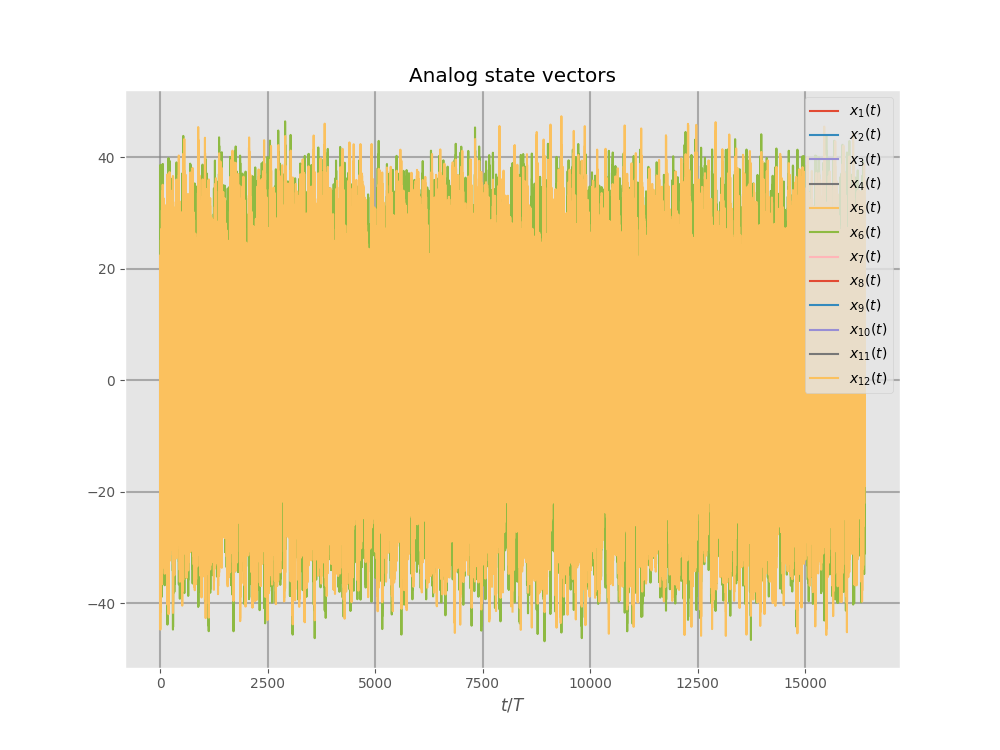 Analog state vectors
40
20
0
−20
−40
0 2500 5000 7500 10000 12500 15000
t/T
x₁(t)
x₂(t)
x₃(t)
x₄(t)
x₅(t)
x₆(t)
x₇(t)
x₈(t)
x₉(t)
x₁₀(t)
x₁₁(t)
x₁₂(t)